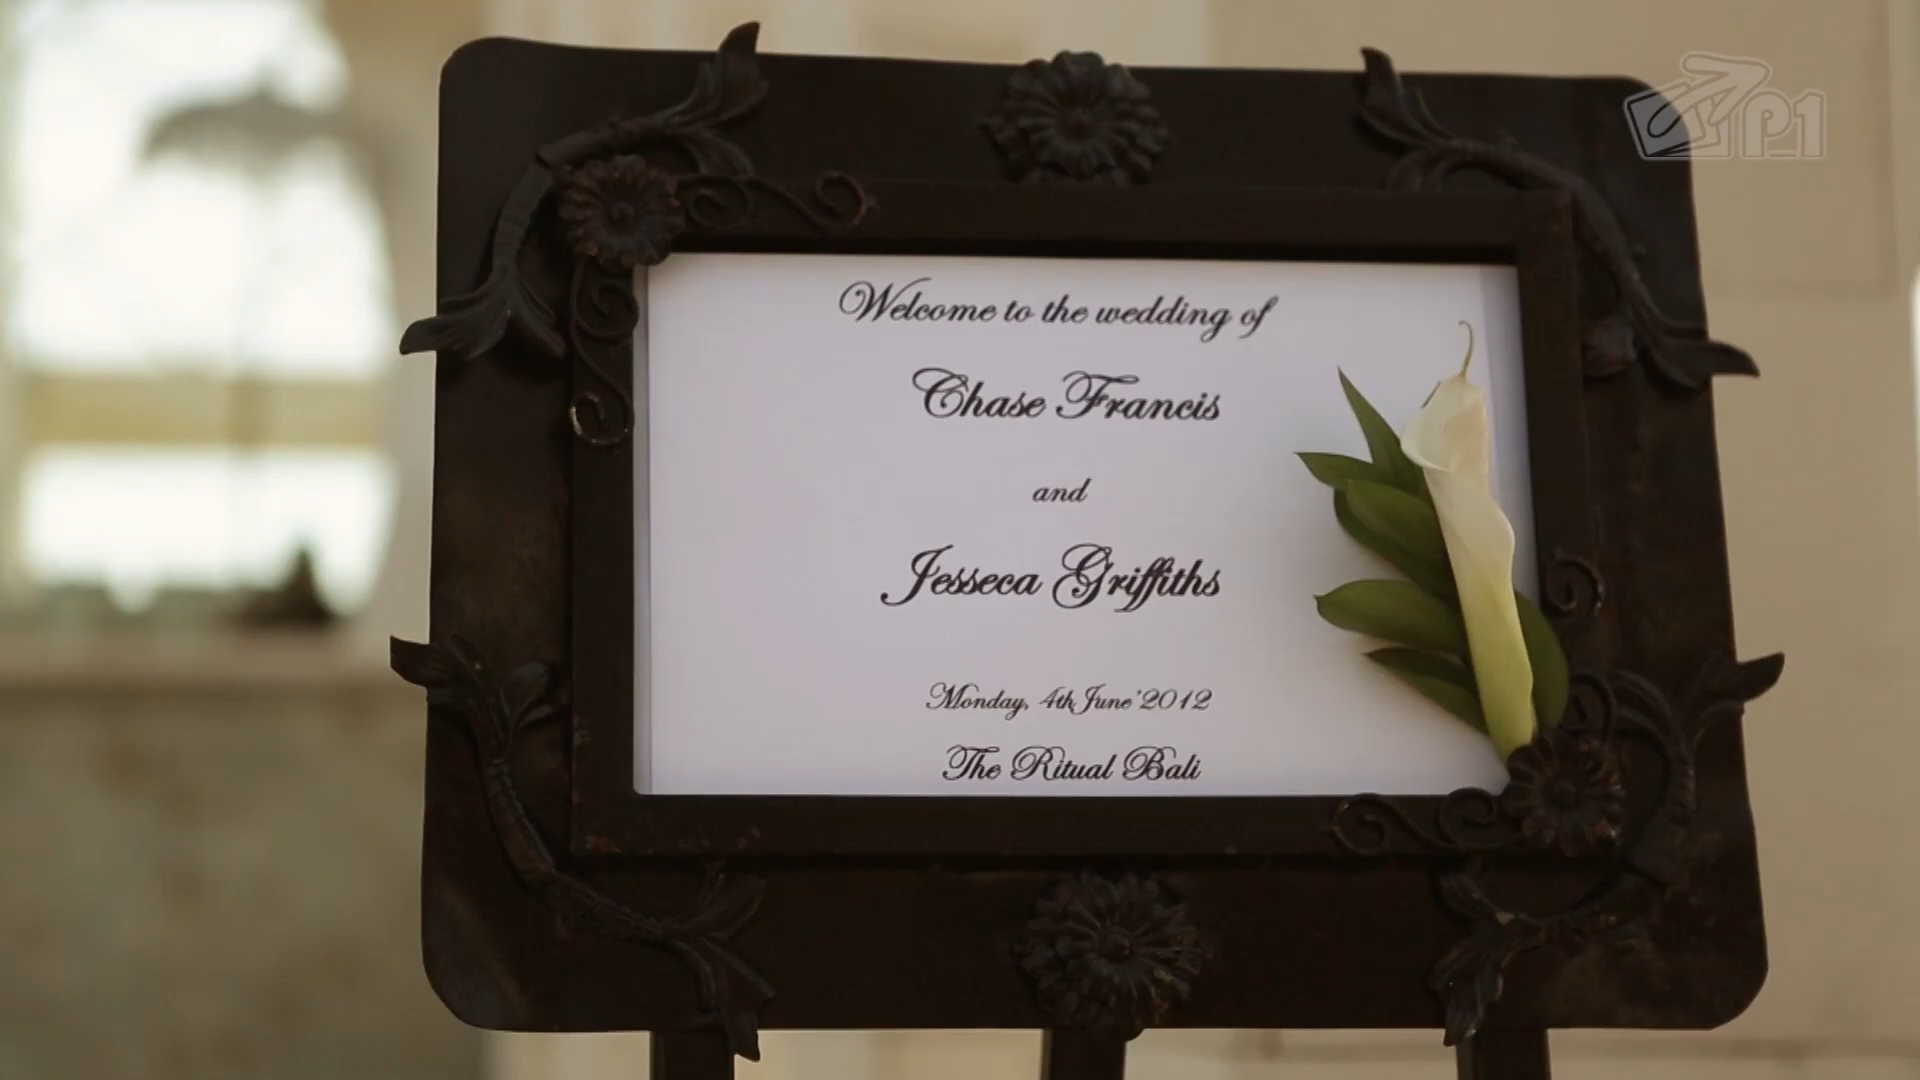 Welcome to the wedding of
Chase Francis
and
Jesseca Griffiths
Monday, 4th June'2012
The Ritual Bali
P1